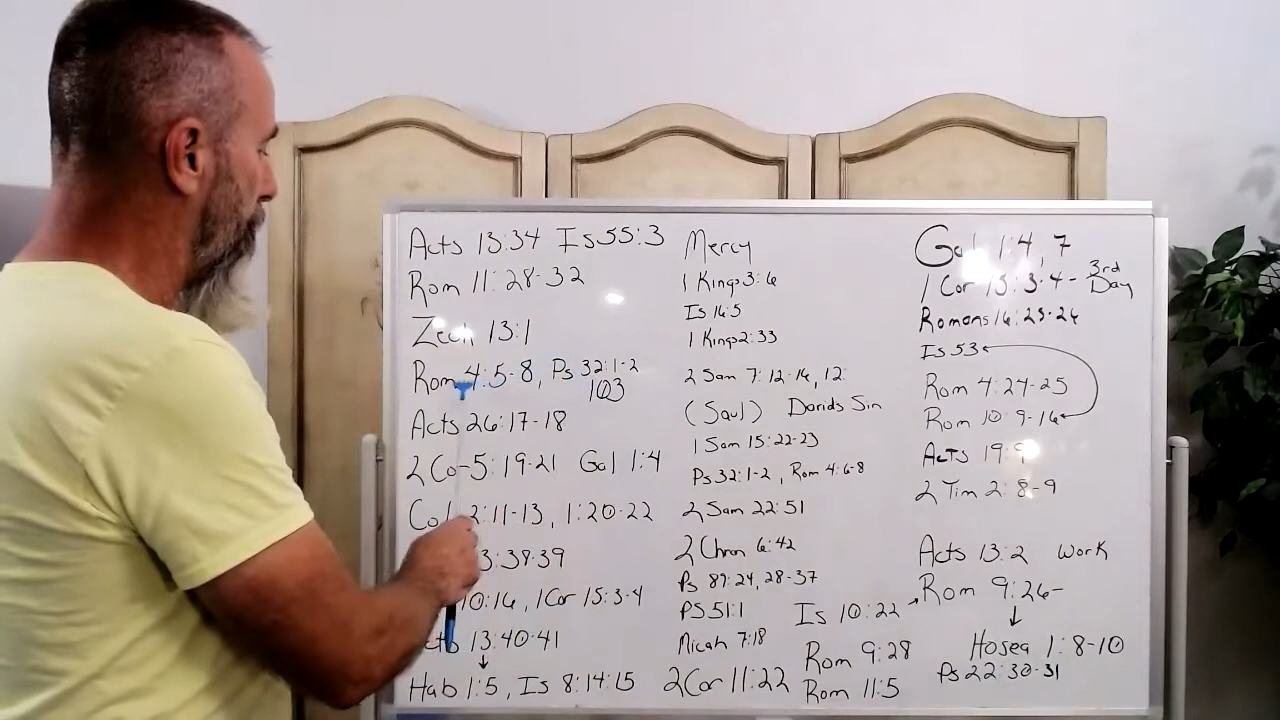 Acts 13:34 Is 55:3
Rom 11:28-32
Zech 13:1
Rom 4:5-8, Ps 32:1-2
103
Acts 26:17-18
2 Co-5:19-21 Gal 1:4
Col 2:11-13, 1:20-22
3:38-39
10:16, 1Cor 15:3-4
Acts 13:40-41
↓
Hab 1:5, Is 8:14-15
Mercy
1 Kings 3:6
Is 16:5
1 Kings 2:33
2 Sam 7:12-16, 12:
(Saul) Davids Sin
1 Sam 15:22-23
Ps 32:1-2, Rom 4:6-8
2 Sam 22:51
2 Chron 6:42
Ps 89:24, 28-37
PS 51:1
Micah 7:18
2Cor 11:22
Is 10:22 →
Rom 9:28
Rom 11:5
Gal 1:4, 7
1 Cor 15:3-4- 3rd Day
Romans 16:25-26
Is 53
Rom 4:24-25
Rom 10:9-16
Acts 19:9
2 Tim 2:8-9
Acts 13:2 Work
Rom 9:26-
↓
Hosea 1:8-10
Ps 22:30-31